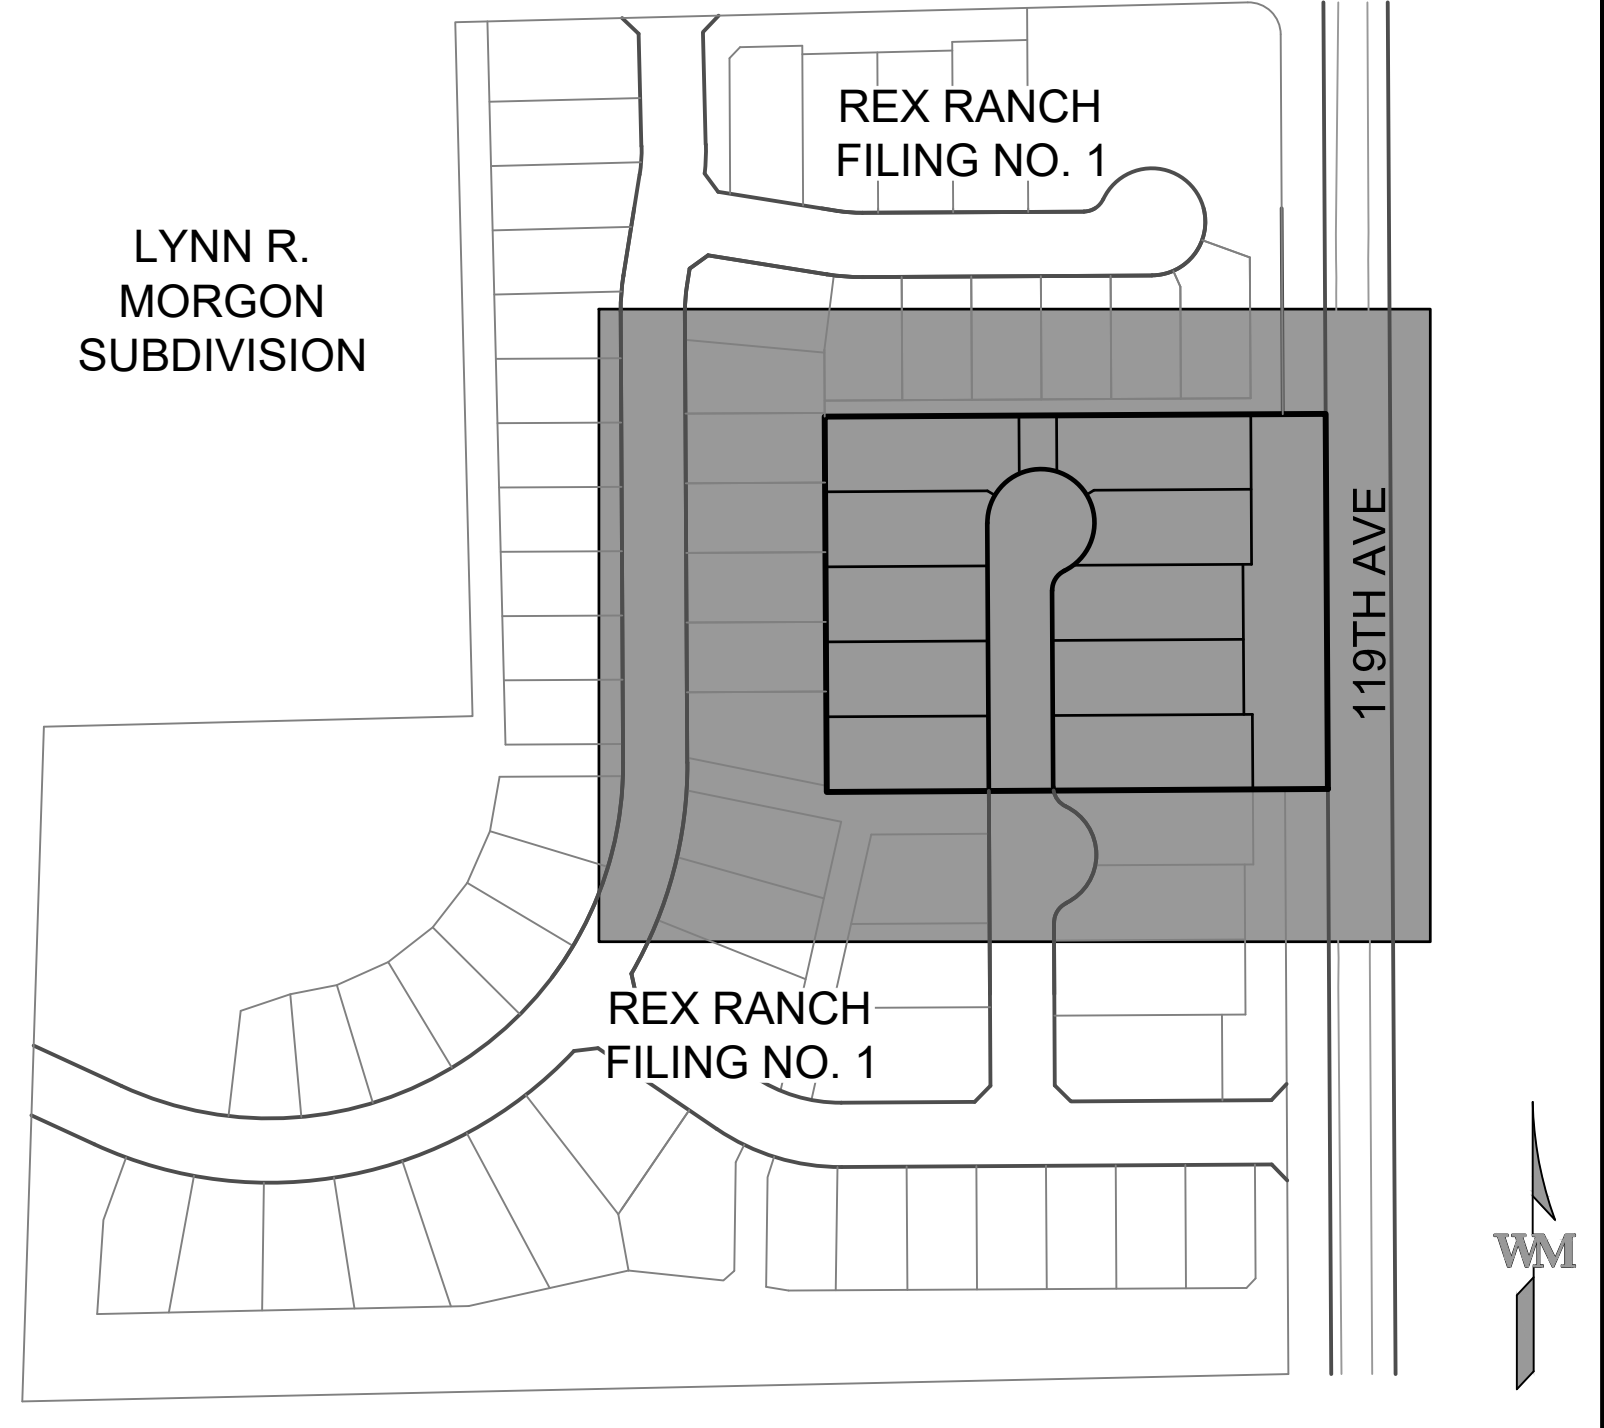 REX RANCH
FILING NO. 1
LYNN R.
MORGON
SUBDIVISION
119TH AVE
REX RANCH
FILING NO. 1
WM